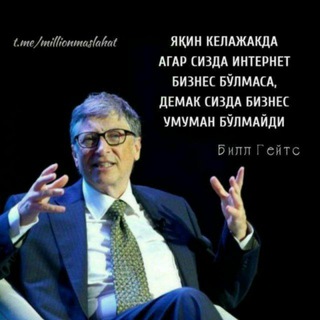 t.me/millionmaslahat
ЯҚИН КЕЛАЖАКДА
АГАР СИЗДА ИНТЕРНЕТ
БИЗНЕС БЎЛМАСА,
ДЕМАК СИЗДА БИЗНЕС
УМУМАН БЎЛМАЙДИ
Билл Гейтс